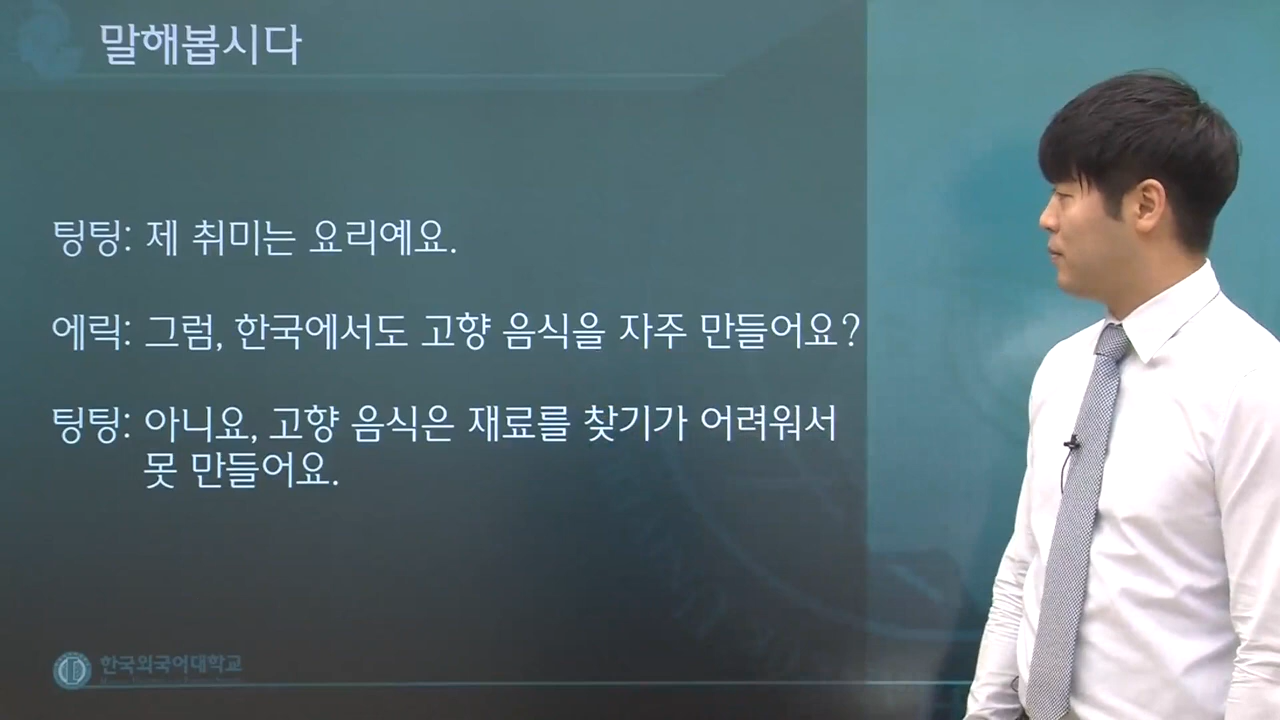 말해봅시다
팅팅: 제 취미는 요리예요.
에릭: 그럼, 한국에서도 고향 음식을 자주 만들어요?
팅팅: 아니요, 고향 음식은 재료를 찾기가 어려워서
못 만들어요.
한국외국어대학교